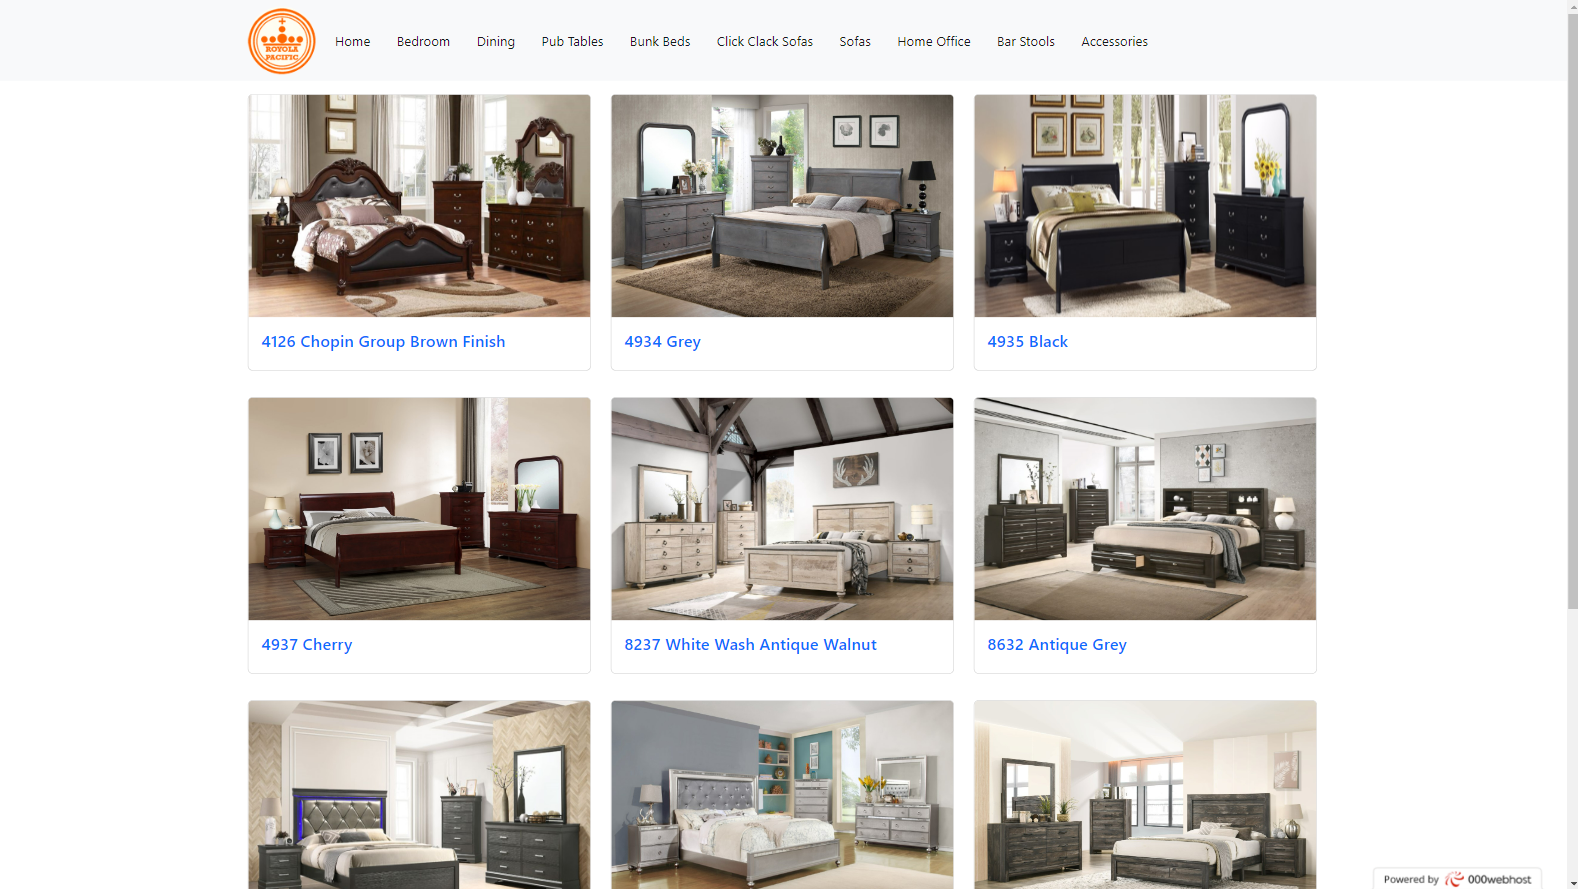 ROYOLA
PACIFIC
Home Bedroom Dining Pub Tables Bunk Beds Click Clack Sofas Sofas Home Office Bar Stools Accessories
4126 Chopin Group Brown Finish
4934 Grey
4935 Black
4937 Cherry
8237 White Wash Antique Walnut
8632 Antique Grey
Powered by 000webhost